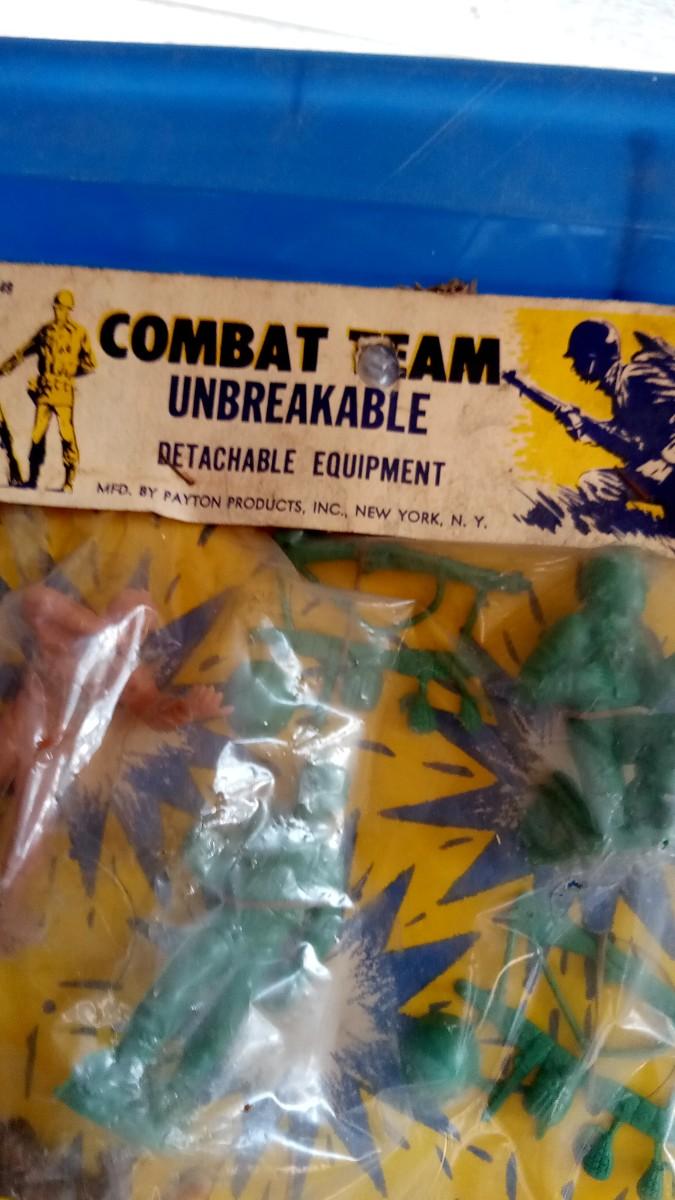 COMBAT TEAM
UNBREAKABLE
DETACHABLE EQUIPMENT
MFD. BY PAYTON PRODUCTS, INC., NEW YORK, N. Y.